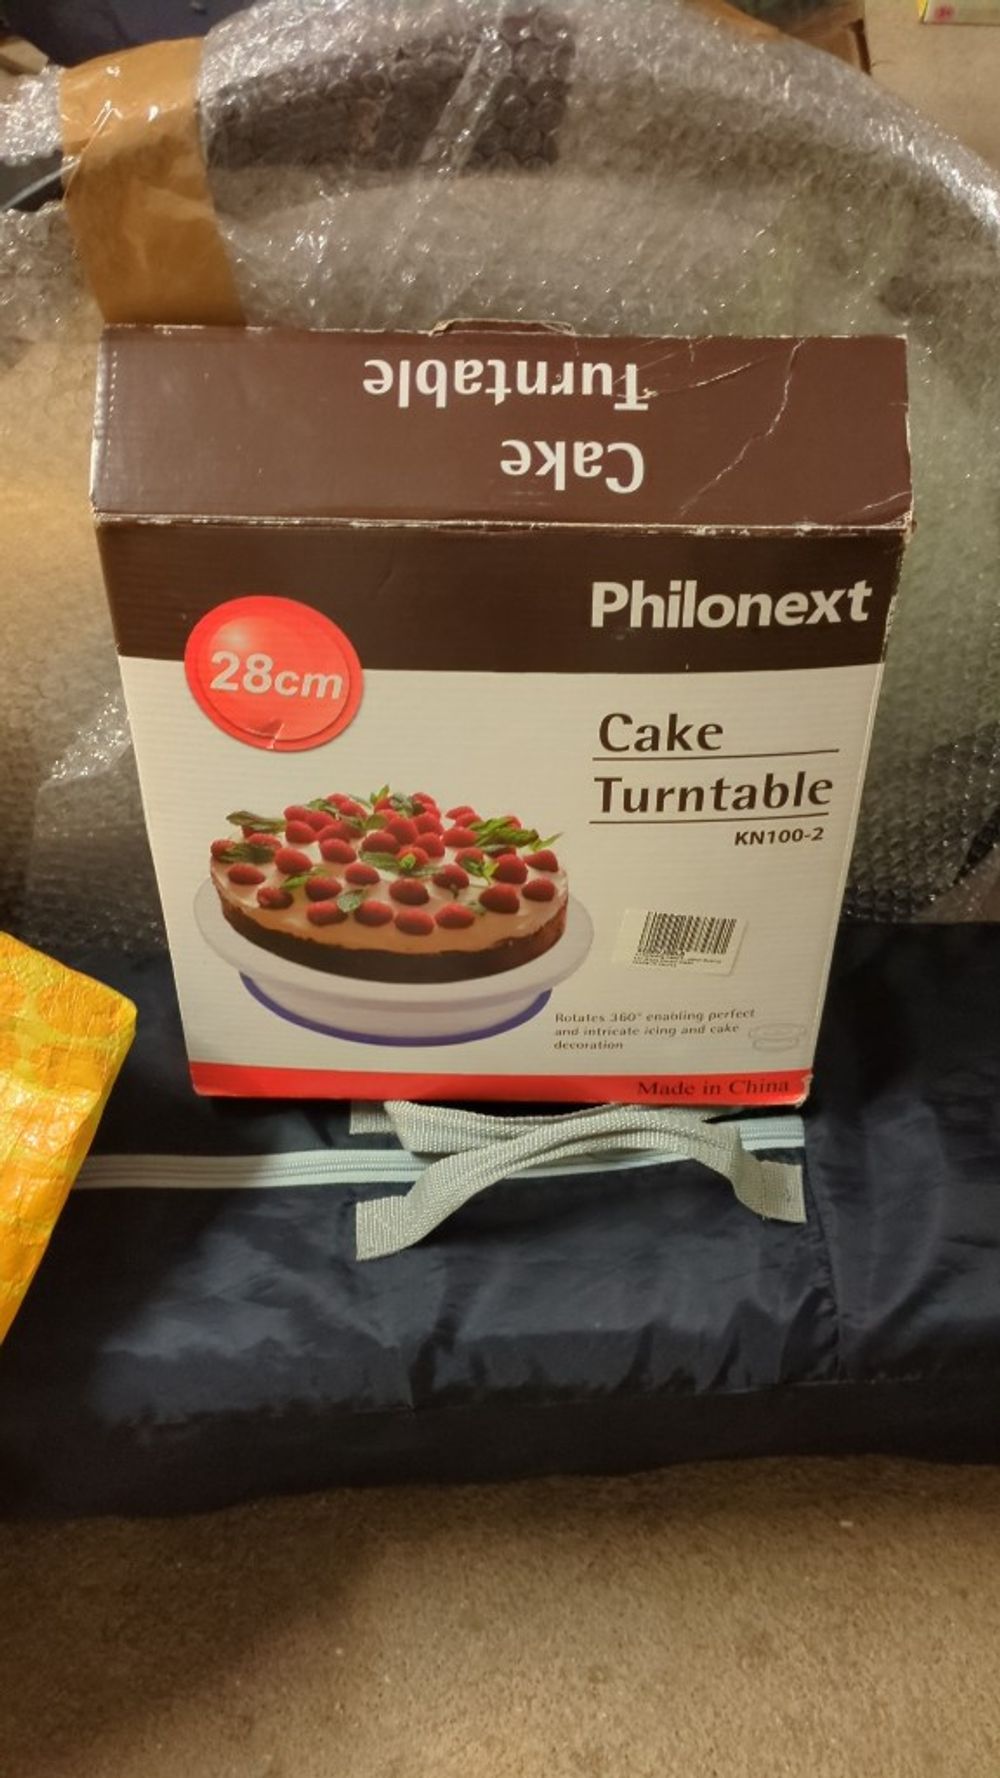 Cake
Turntable
Philonext
28cm
Cake
Turntable
KN100-2
Rotates 360° enabling perfect
and intricate icing and cake
decoration
Made in China